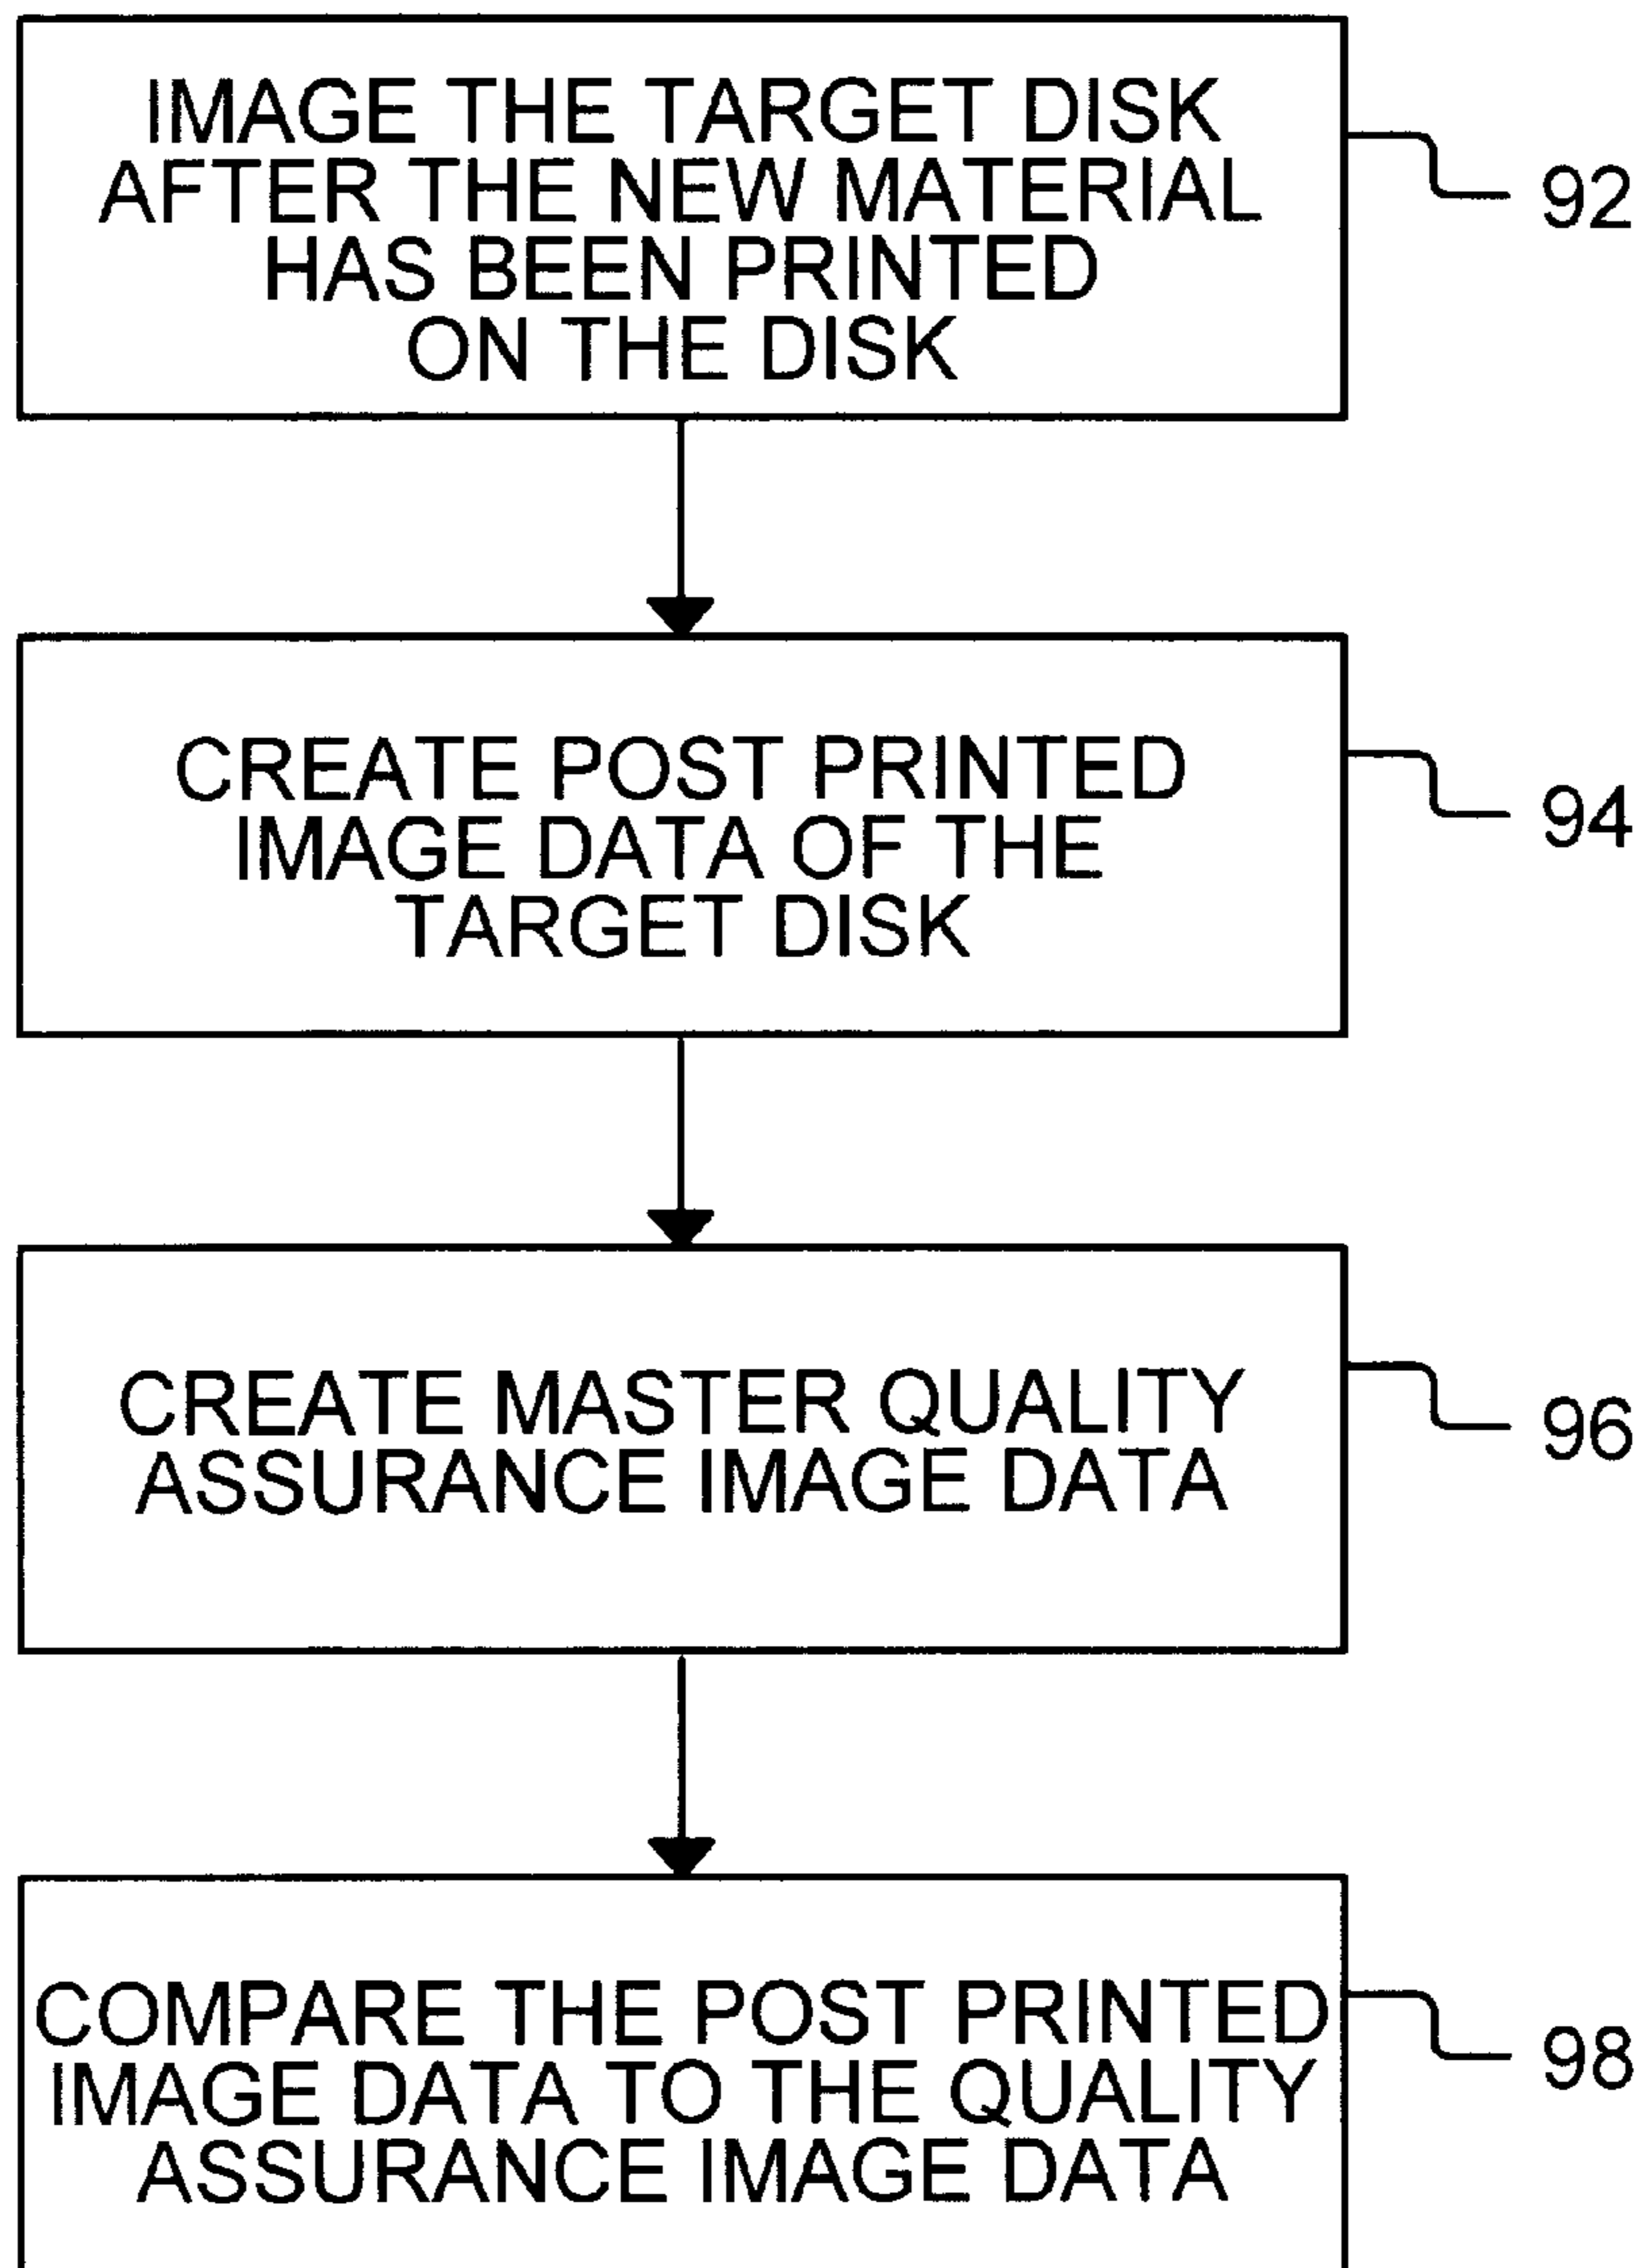 IMAGE THE TARGET DISK
AFTER THE NEW MATERIAL
HAS BEEN PRINTED
ON THE DISK
92
CREATE POST PRINTED
IMAGE DATA OF THE
TARGET DISK
94
CREATE MASTER QUALITY
ASSURANCE IMAGE DATA
96
COMPARE THE POST PRINTED
IMAGE DATA TO THE QUALITY
ASSURANCE IMAGE DATA
98